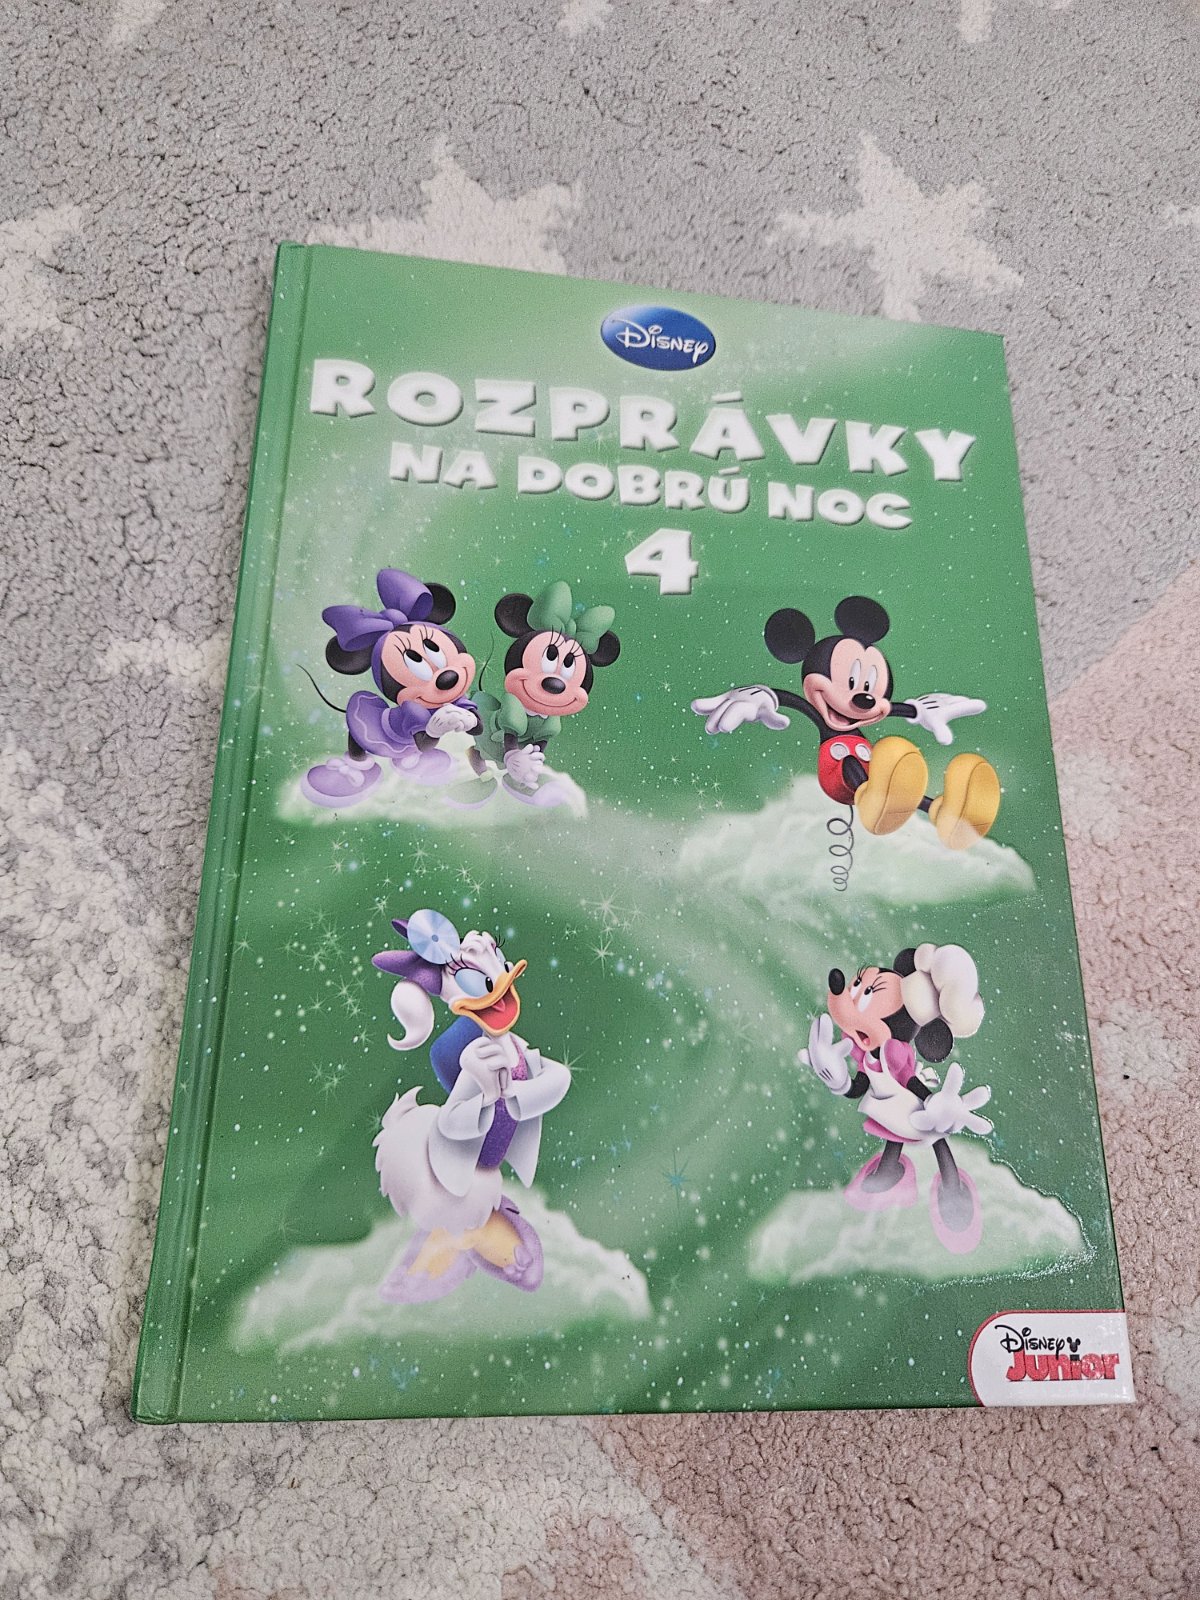 Disney
ROZPRÁVKY
NA DOBRÚ NOC
4
Disney
Junior